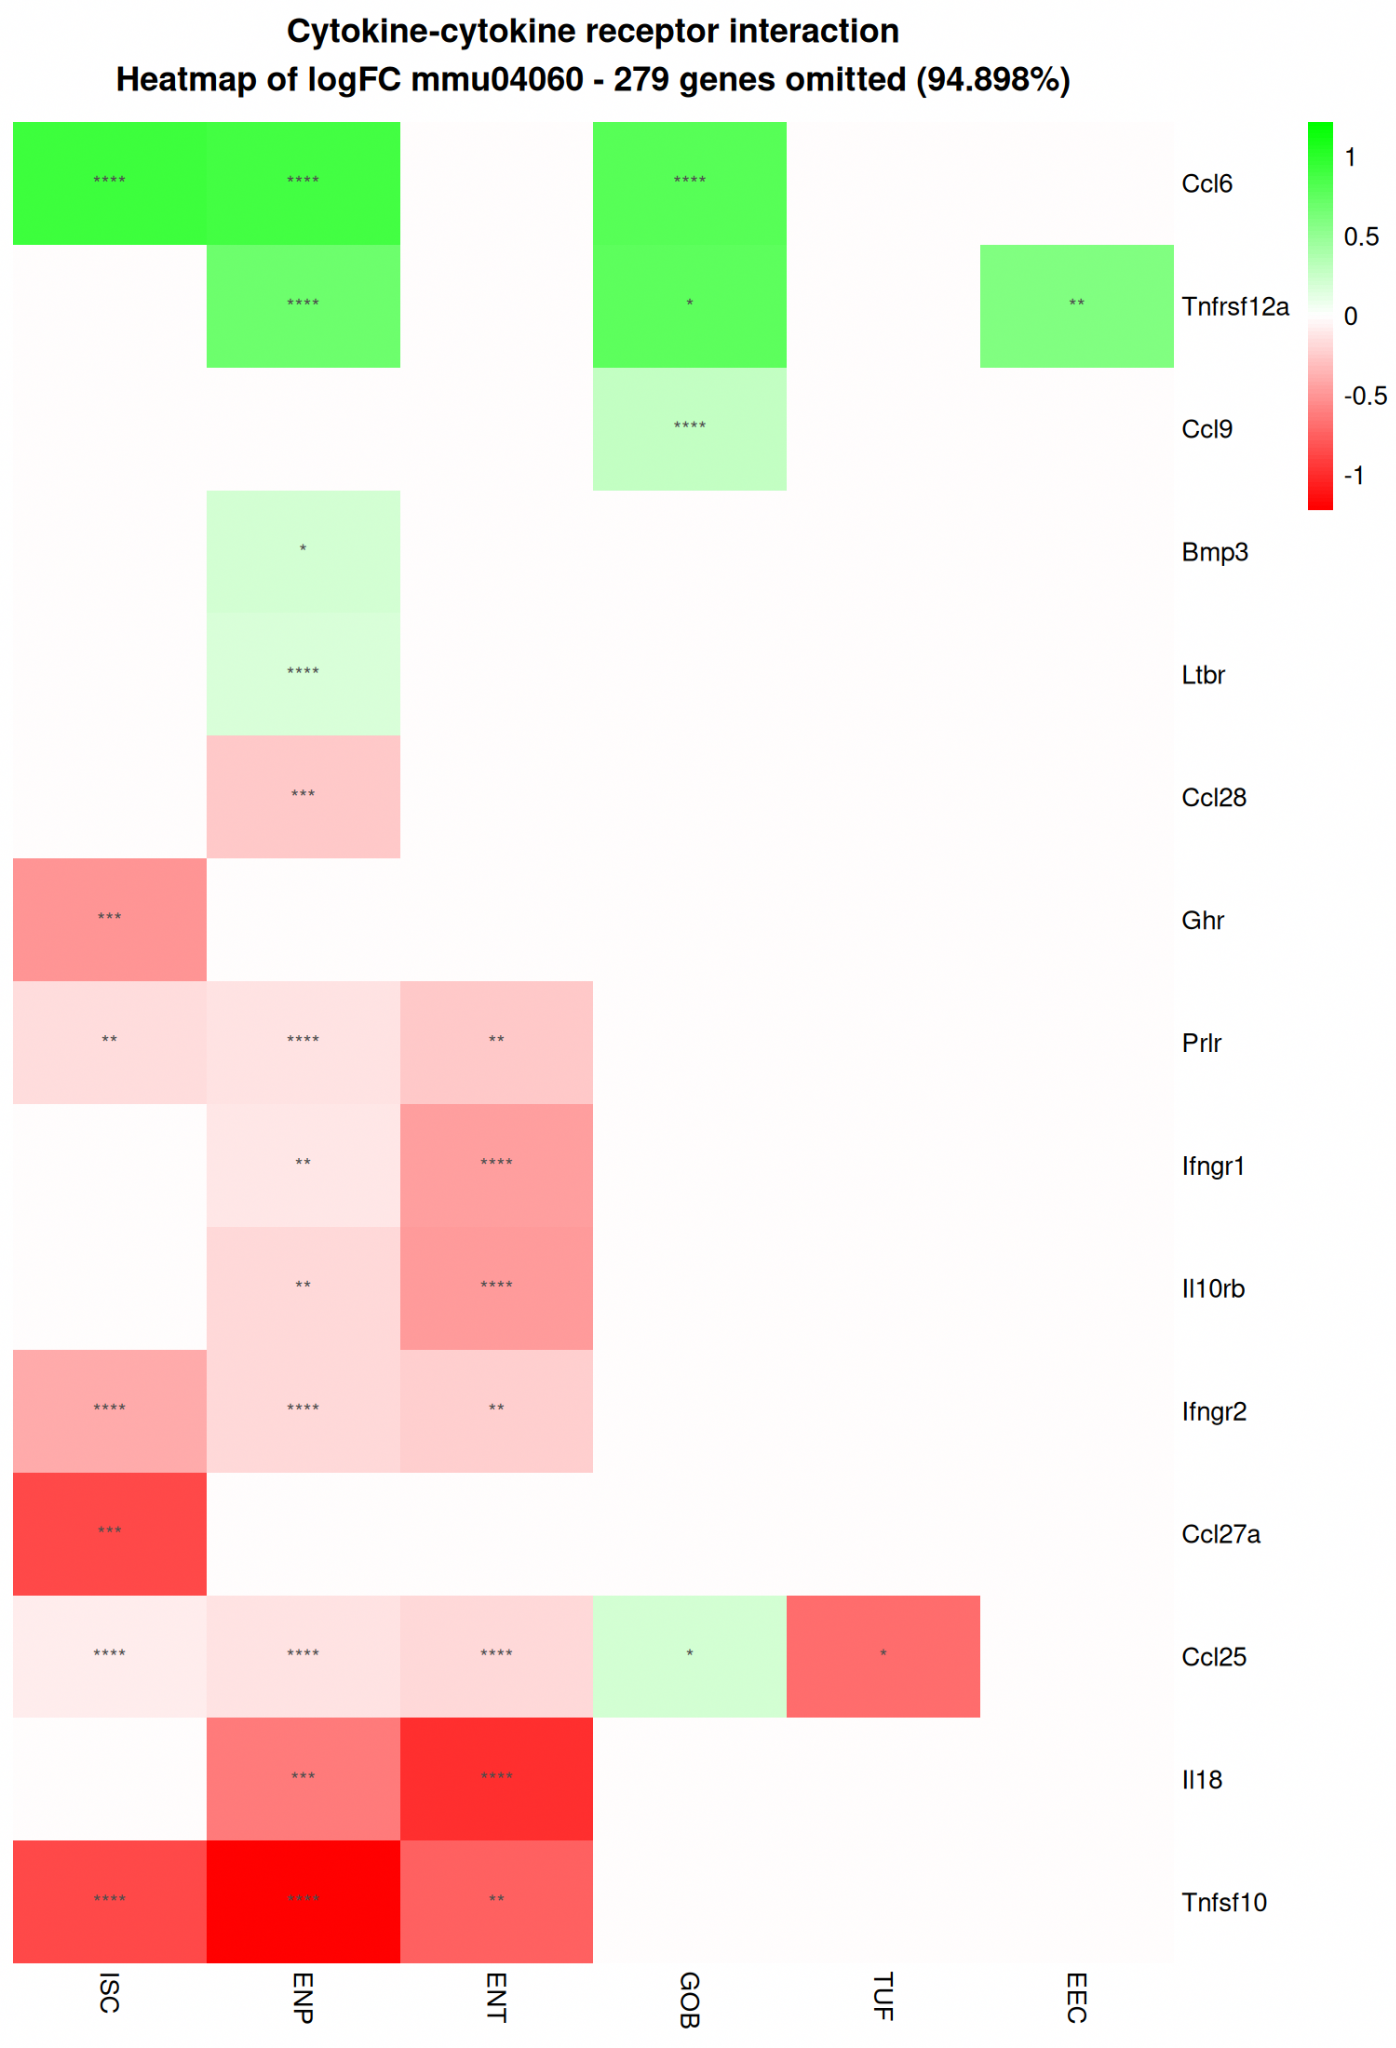 Cytokine-cytokine receptor interaction
Heatmap of logFC mmu04060 - 279 genes omitted (94.898%)
**** **** **** Ccl6
**** * ** Tnfrsf12a
**** Ccl9
* Bmp3
**** Ltbr
*** Ccl28
*** Ghr
** **** ** Prlr
** **** Ifngr1
** **** Il10rb
**** **** ** Ifngr2
*** Ccl27a
**** **** **** * * Ccl25
*** **** Il18
**** **** ** Tnfsf10
ISC ENP ENT GOB TUF EEC
1
0.5
0
-0.5
-1